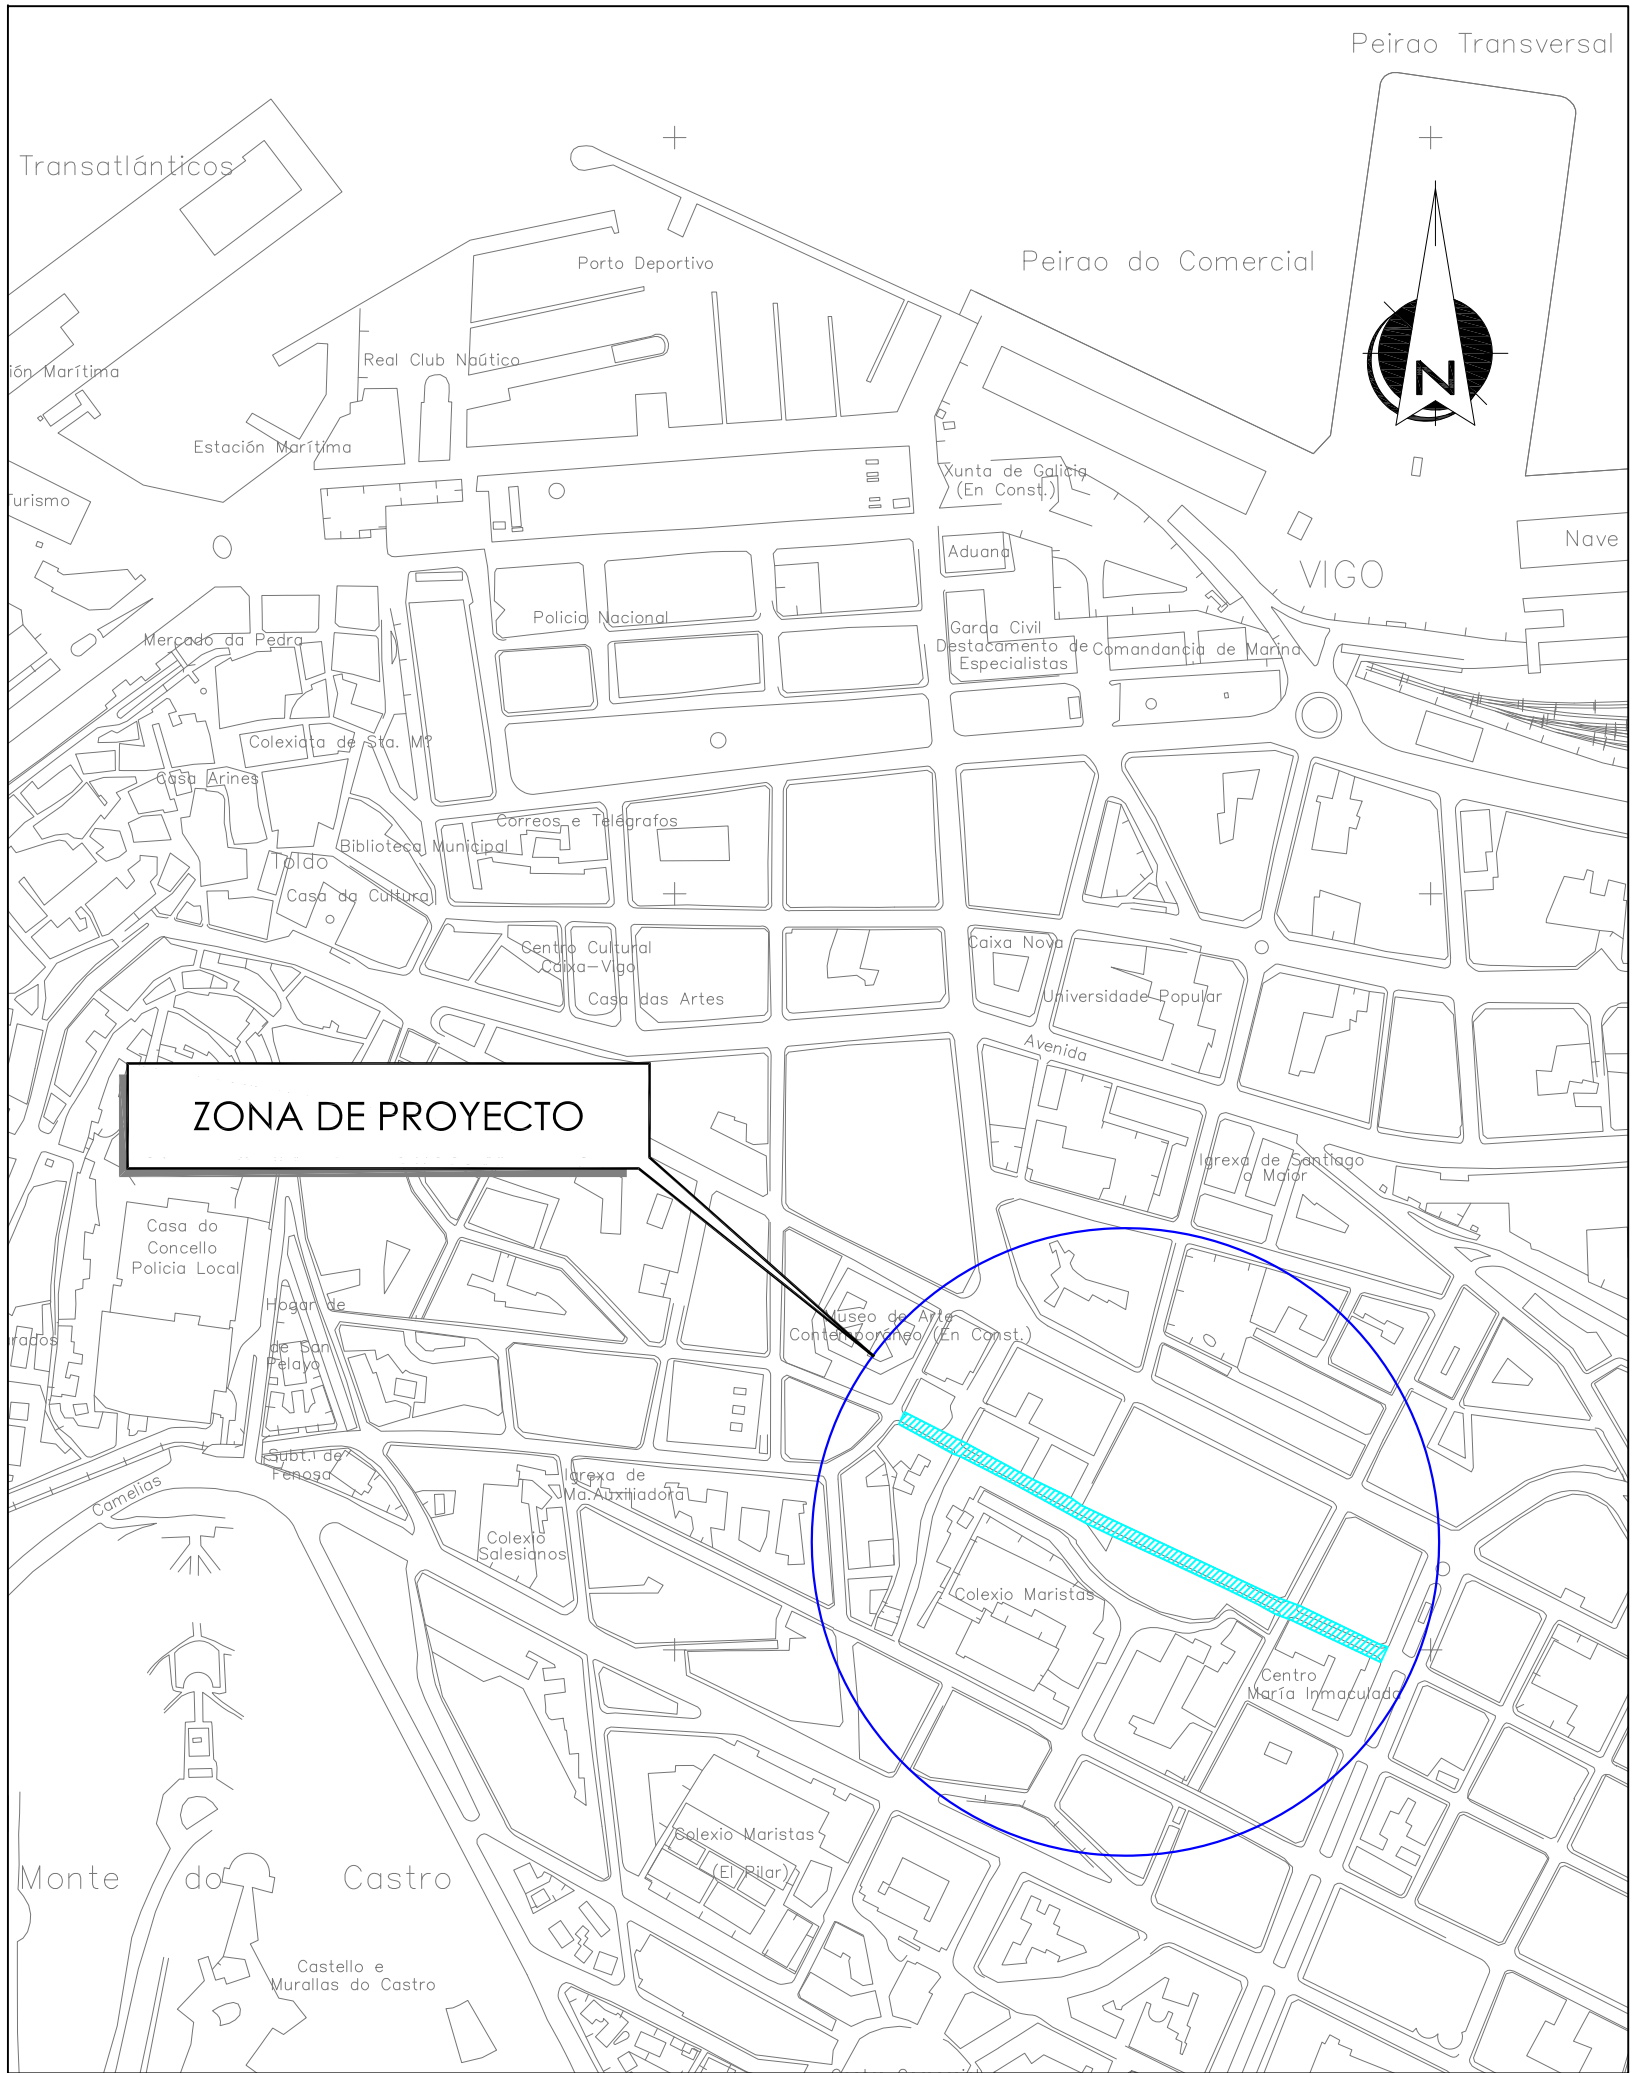 Peirao Transversal
Transatlánticos
Peirao do Comercial
Porto Deportivo
Real Club Naútico
ión Marítima
N
Estación Marítima
Xunta de Galicia
(En Const.)
Turismo
Nave
Aduana
VIGO
Policia Nacional
Garda Civil
Destacamento de
Especialistas
Comandancia de Marina
Mercado da Pedra
Colexiata de Sta. Mª
Casa Arines
Correos e Telégrafos
Biblioteca Municipal
Toldo
Casa da Cultura
Centro Cultural
Caixa-Vigo
Caixa Nova
Casa das Artes
Universidade Popular
Avenida
ZONA DE PROYECTO
Igrexa de Santiago
o Maior
Casa do
Concello
Policia Local
Hogar de
de San
Pelayo
Museo de Arte
Contemporáneo (En Const.)
rados
Subt. de
Fenosa
Camelias
Igrexa de
Ma.Auxiliadora
Colexio
Salesianos
Colexio Maristas
Centro
María Inmaculada
Colexio Maristas
(El Pilar)
Monte do Castro
Castello e
Murallas do Castro